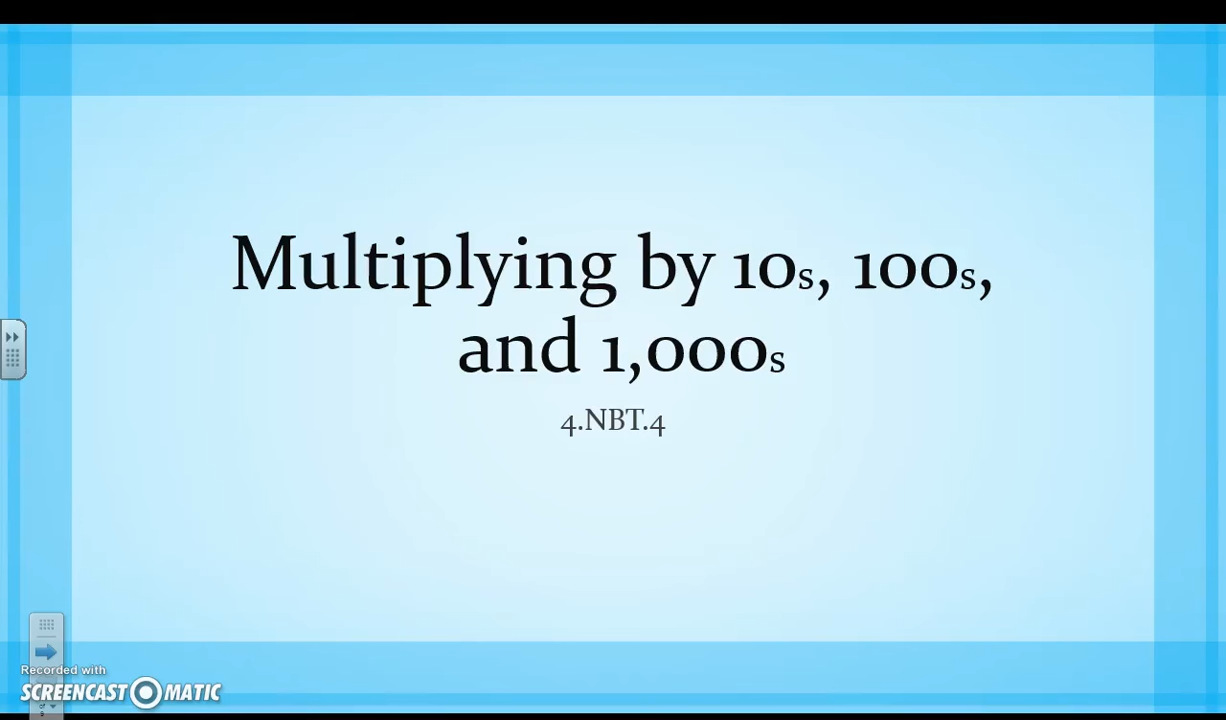 Multiplying by 10s, 100s,
and 1,000s
4.NBT.4
Recorded with
SCREENCAST MATIC